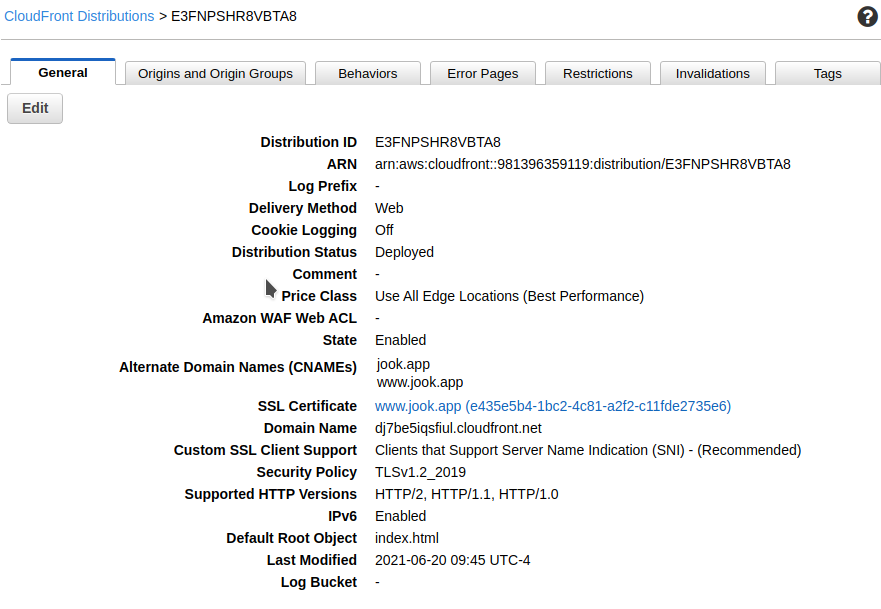 CloudFront Distributions > E3FNPSHR8VBTA8
?
General Origins and Origin Groups Behaviors Error Pages Restrictions Invalidations Tags
Edit
Distribution ID E3FNPSHR8VBTA8
ARN arn:aws:cloudfront::981396359119:distribution/E3FNPSHR8VBTA8
Log Prefix -
Delivery Method Web
Cookie Logging Off
Distribution Status Deployed
Comment -
Price Class Use All Edge Locations (Best Performance)
Amazon WAF Web ACL -
State Enabled
Alternate Domain Names (CNAMEs) jook.app
www.jook.app
SSL Certificate www.jook.app (e435e5b4-1bc2-4c81-a2f2-c11fde2735e6)
Domain Name dj7be5iqsfiul.cloudfront.net
Custom SSL Client Support Clients that Support Server Name Indication (SNI) - (Recommended)
Security Policy TLSv1.2_2019
Supported HTTP Versions HTTP/2, HTTP/1.1, HTTP/1.0
IPv6 Enabled
Default Root Object index.html
Last Modified 2021-06-20 09:45 UTC-4
Log Bucket -